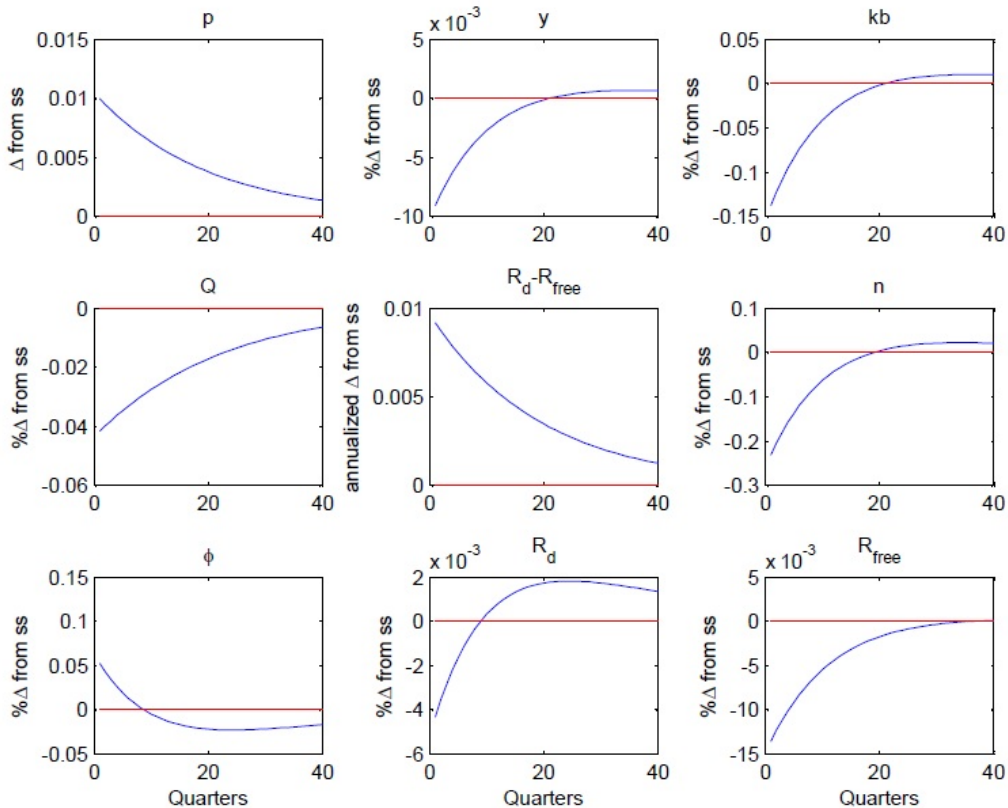 p
Δ from ss
0.015
0.01
0.005
0
0 20 40
x 10⁻³
y
%Δ from ss
5
0
-5
-10
0 20 40
kb
%Δ from ss
0.05
0
-0.05
-0.1
-0.15
0 20 40
Q
%Δ from ss
0
-0.02
-0.04
-0.06
0 20 40
R_d-R_free
annualized Δ from ss
0.01
0.005
0
0 20 40
n
%Δ from ss
0.1
0
-0.1
-0.2
-0.3
0 20 40
ϕ
%Δ from ss
0.15
0.1
0.05
0
-0.05
0 20 40
Quarters
x 10⁻³
R_d
%Δ from ss
2
0
-2
-4
-6
0 20 40
Quarters
x 10⁻³
R_free
%Δ from ss
5
0
-5
-10
-15
0 20 40
Quarters